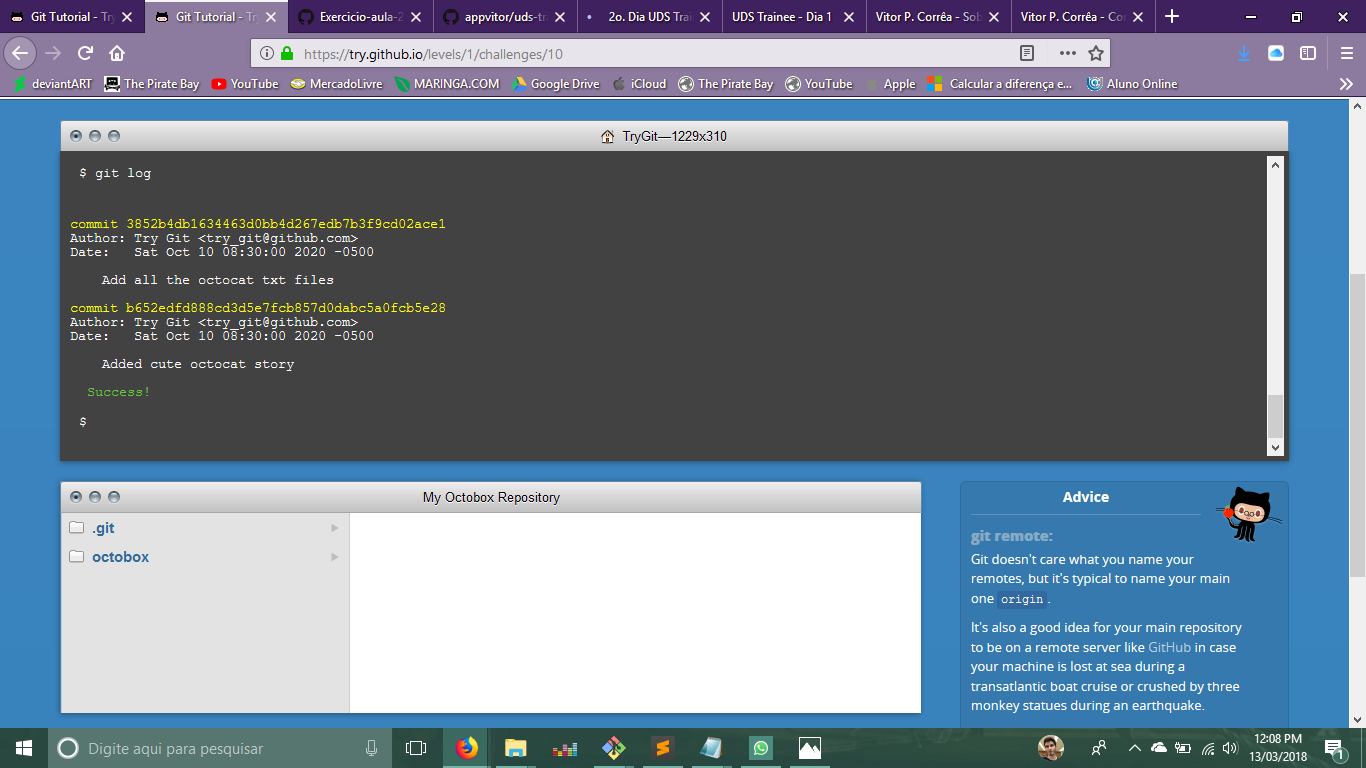 Git Tutorial - Tr
Git Tutorial - Try
Exercicio-aula-2
appvitor/uds-tra
2o. Dia UDS Trai
UDS Trainee - Dia 1
Vitor P. Corrêa - Sob
Vitor P. Corrêa - Con
https://try.github.io/levels/1/challenges/10
deviantART
The Pirate Bay
YouTube
MercadoLivre
MARINGA.COM
Google Drive
iCloud
The Pirate Bay
YouTube
Apple
Calcular a diferença e...
Aluno Online
TryGit—1229x310
$ git log
commit 3852b4db1634463d0bb4d267edb7b3f9cd02ace1
Author: Try Git <try_git@github.com>
Date: Sat Oct 10 08:30:00 2020 -0500
Add all the octocat txt files
commit b652edfd888cd3d5e7fcb857d0dabc5a0fcb5e28
Author: Try Git <try_git@github.com>
Date: Sat Oct 10 08:30:00 2020 -0500
Added cute octocat story
Success!
$
My Octobox Repository
.git
octobox
Advice
git remote:
Git doesn't care what you name your
remotes, but it's typical to name your main
one origin.
It's also a good idea for your main repository
to be on a remote server like GitHub in case
your machine is lost at sea during a
transatlantic boat cruise or crushed by three
monkey statues during an earthquake.
Digite aqui para pesquisar
12:08 PM
13/03/2018
1